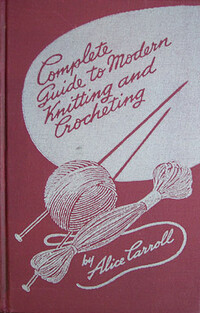 Complete
Guide to Modern
Knitting and
Crocheting
by
Alice Carroll